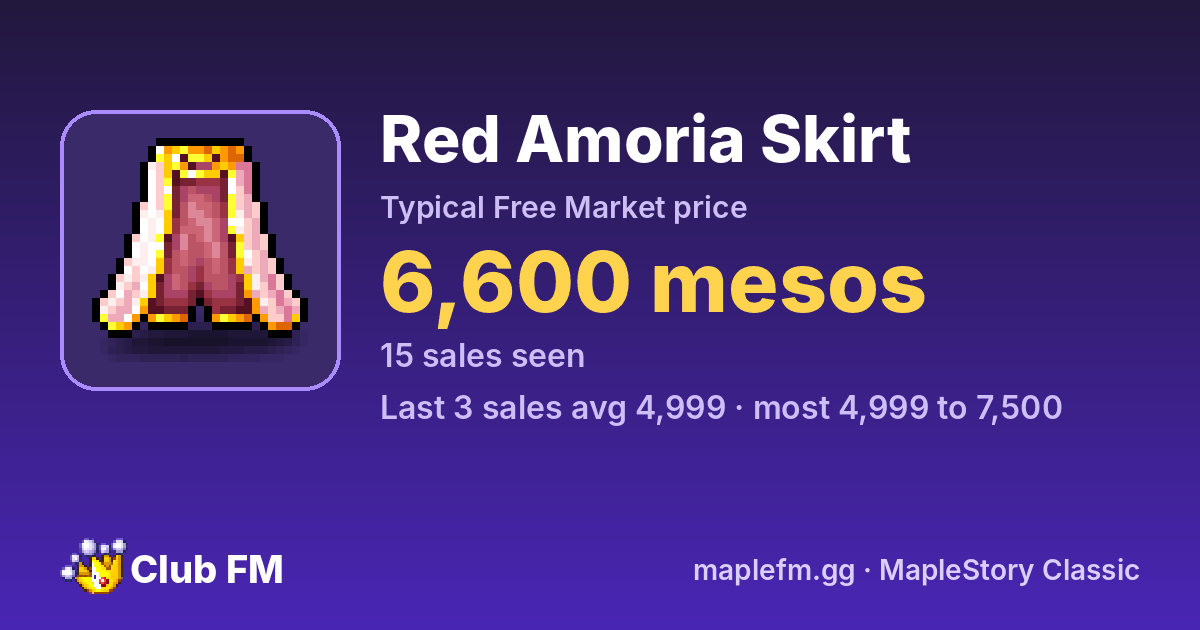 Red Amoria Skirt
Typical Free Market price
6,600 mesos
15 sales seen
Last 3 sales avg 4,999 · most 4,999 to 7,500
Club FM
maplefm.gg · MapleStory Classic